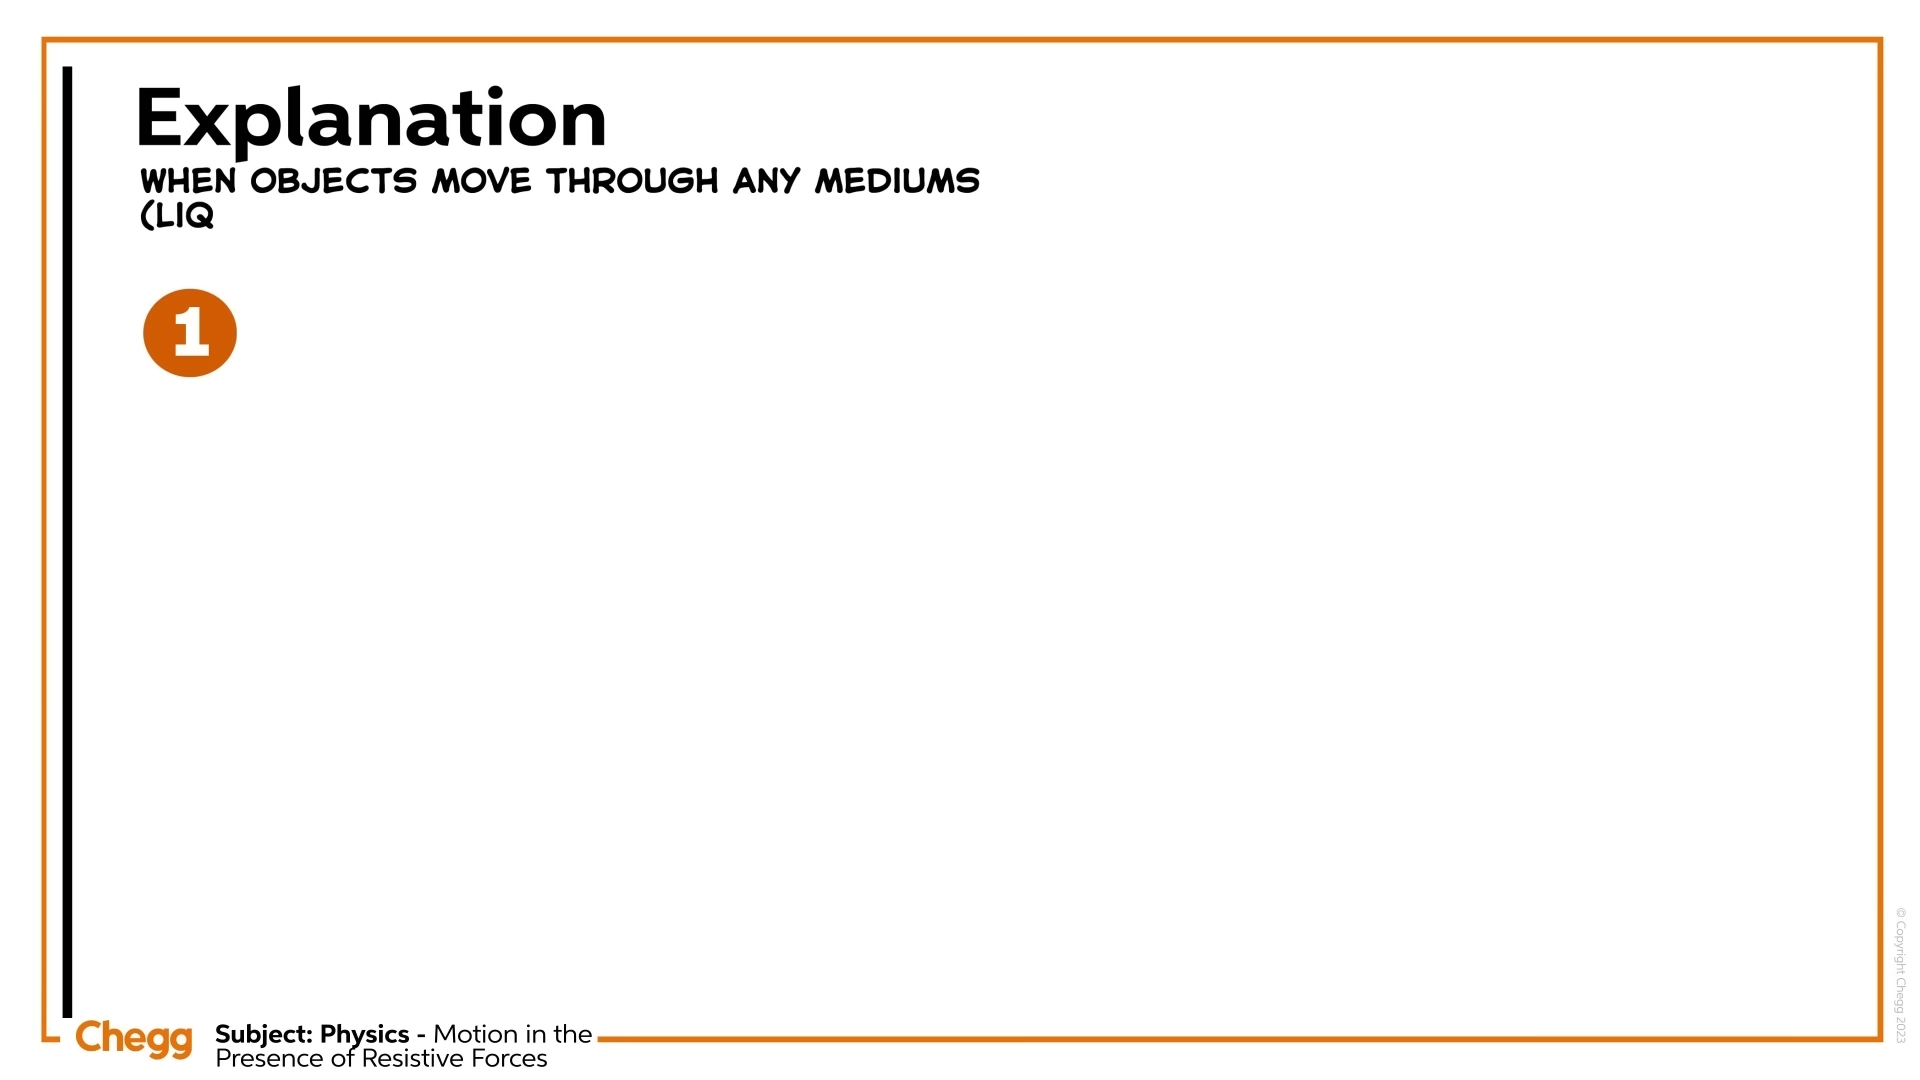 Explanation
WHEN OBJECTS MOVE THROUGH ANY MEDIUMS
(LIQ
1
Chegg
Subject: Physics - Motion in the
Presence of Resistive Forces
© Copyright Chegg 2023